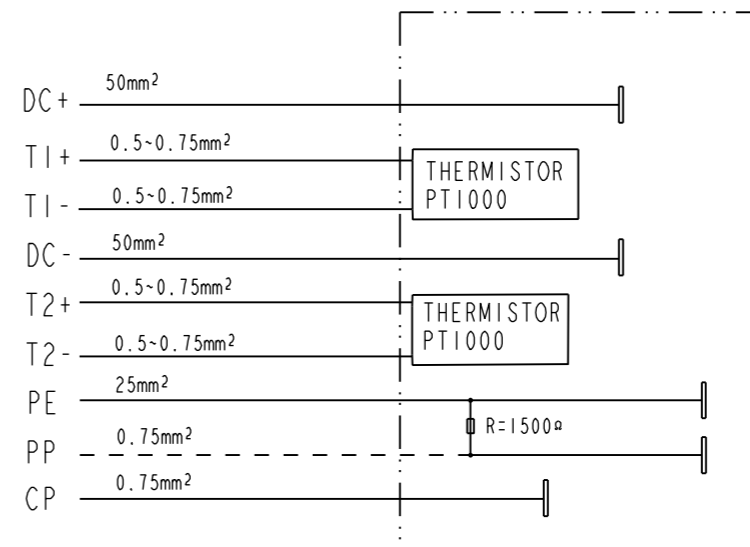 DC+ 50mm²
T1+ 0.5~0.75mm²
THERMISTOR
PT1000
T1- 0.5~0.75mm²
DC- 50mm²
T2+ 0.5~0.75mm²
THERMISTOR
PT1000
T2- 0.5~0.75mm²
PE 25mm²
R=1500Ω
PP 0.75mm²
CP 0.75mm²